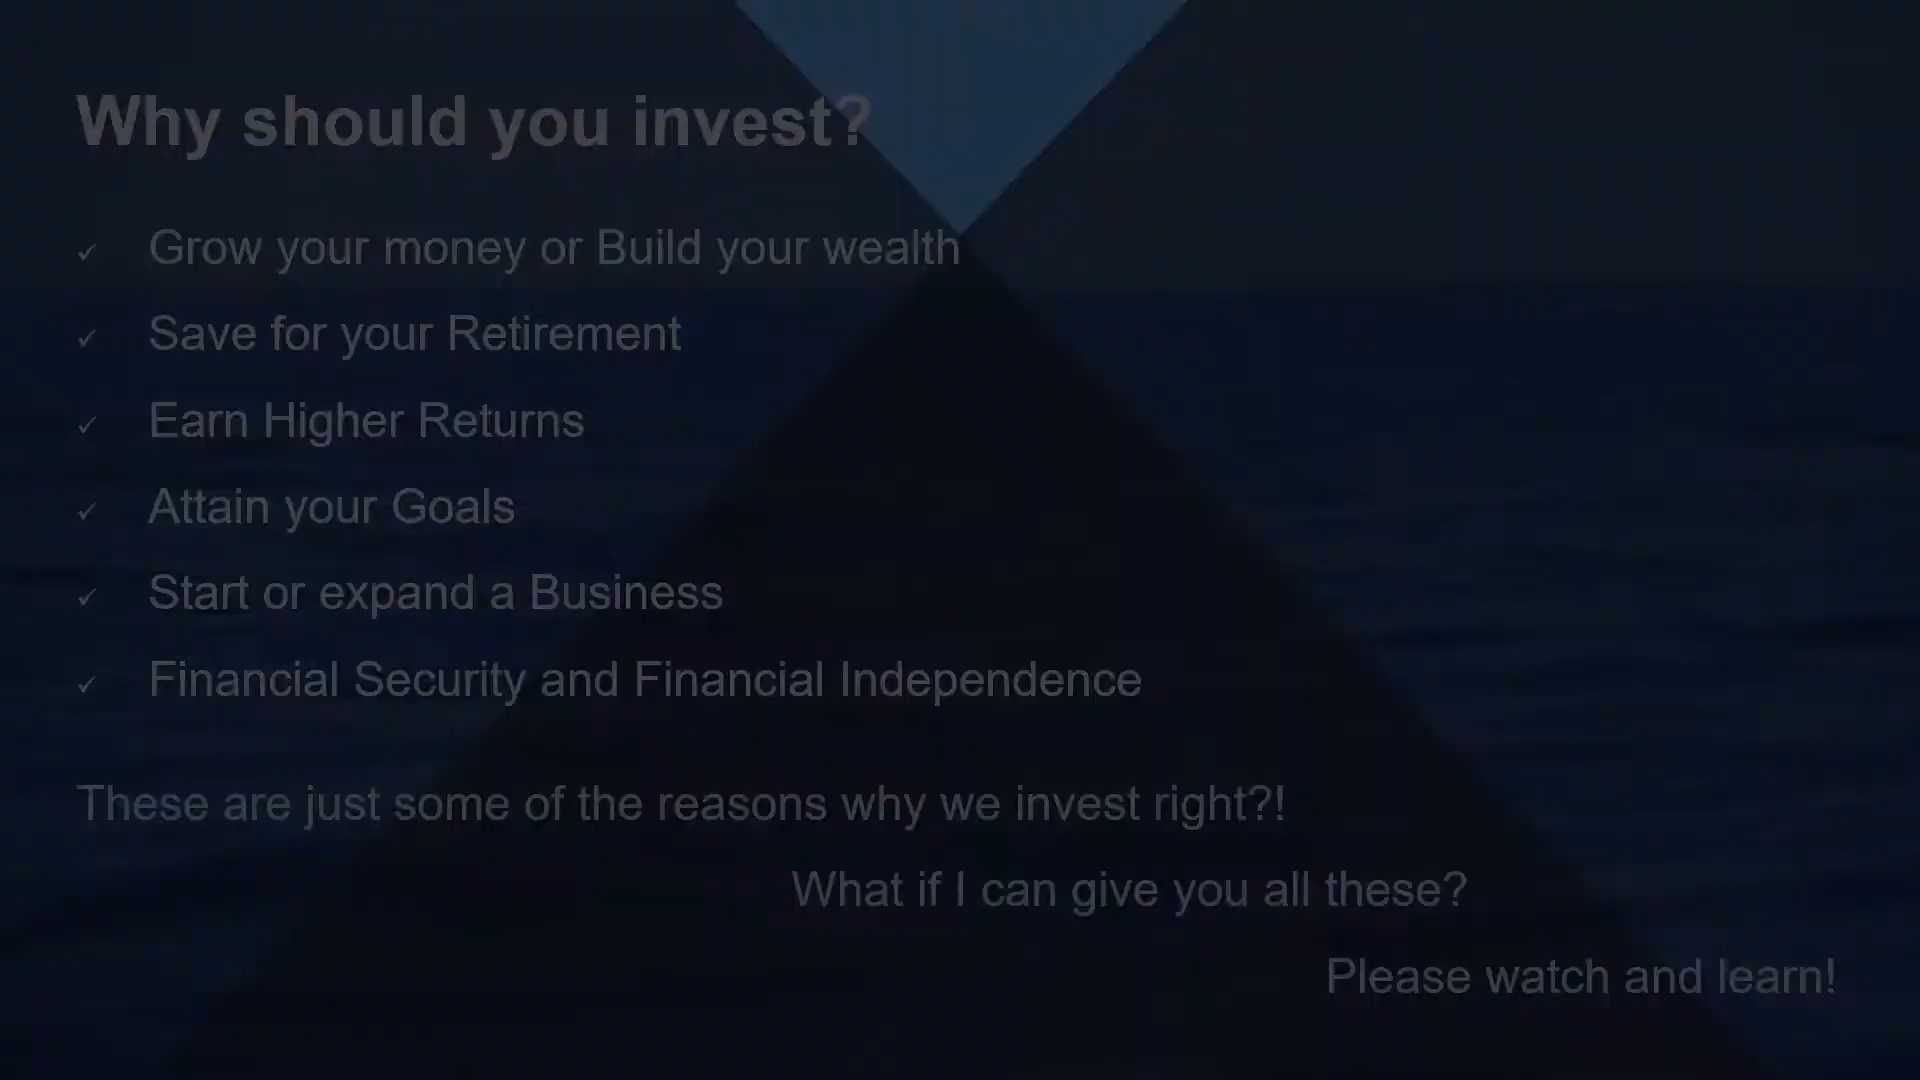 Why should you invest?
✓ Grow your money or Build your wealth
✓ Save for your Retirement
✓ Earn Higher Returns
✓ Attain your Goals
✓ Start or expand a Business
✓ Financial Security and Financial Independence
These are just some of the reasons why we invest right?!
What if I can give you all these?
Please watch and learn!